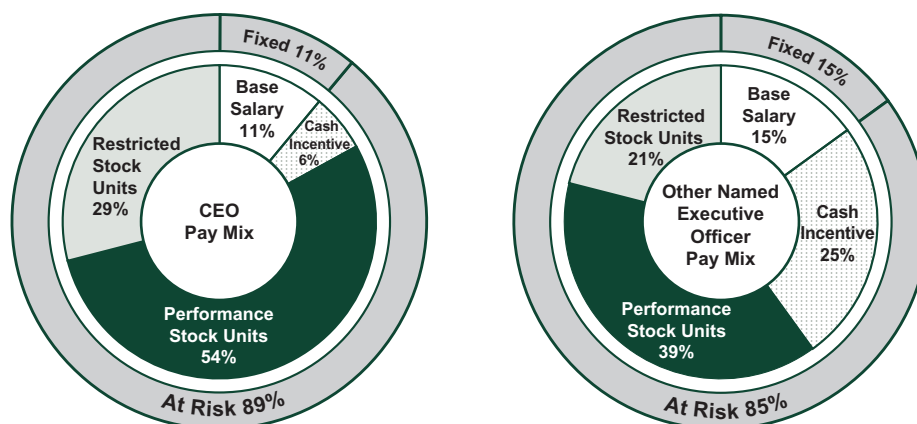 Fixed 11%
Base
Salary
11%
Cash
Incentive
6%
Restricted
Stock
Units
29%
CEO
Pay Mix
Performance
Stock Units
54%
At Risk 89%
Fixed 15%
Base
Salary
15%
Restricted
Stock Units
21%
Other Named
Executive
Officer
Pay Mix
Cash
Incentive
25%
Performance
Stock Units
39%
At Risk 85%